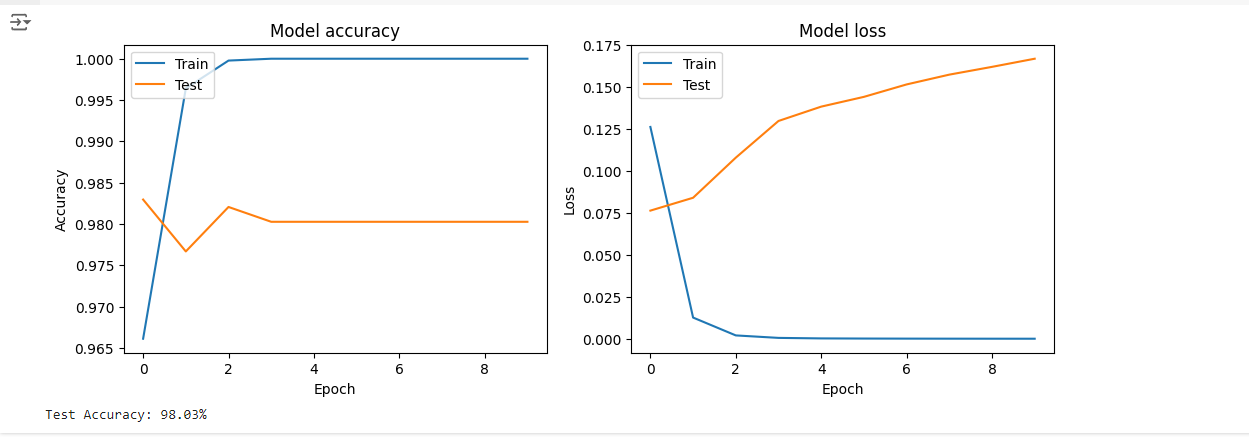 Model accuracy
Train
Test
1.000
0.995
0.990
0.985
0.980
0.975
0.970
0.965
Accuracy
0 2 4 6 8
Epoch
Model loss
Train
Test
0.175
0.150
0.125
0.100
0.075
0.050
0.025
0.000
Loss
0 2 4 6 8
Epoch
Test Accuracy: 98.03%